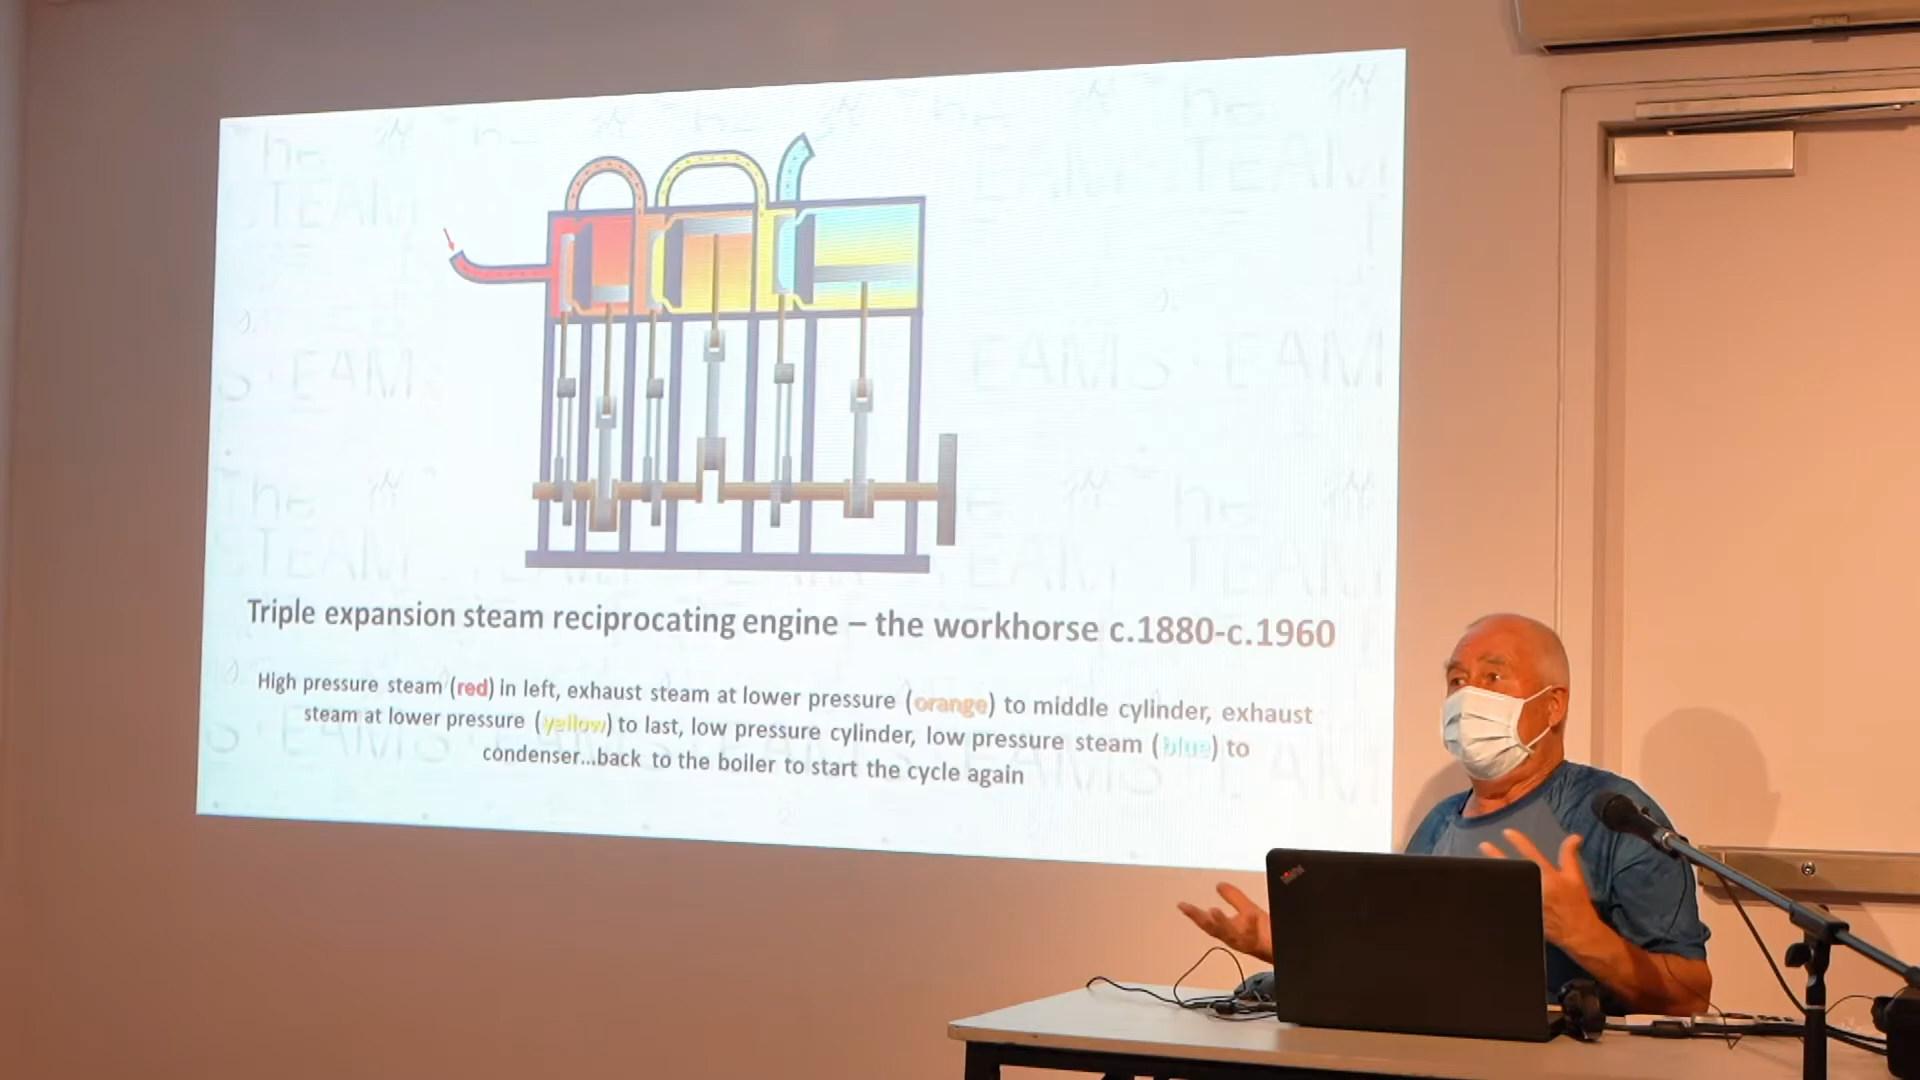 Triple expansion steam reciprocating engine – the workhorse c.1880-c.1960
High pressure steam (red) in left, exhaust steam at lower pressure (orange) to middle cylinder, exhaust
steam at lower pressure (yellow) to last, low pressure cylinder, low pressure steam (blue) to
condenser...back to the boiler to start the cycle again
ThinkPad